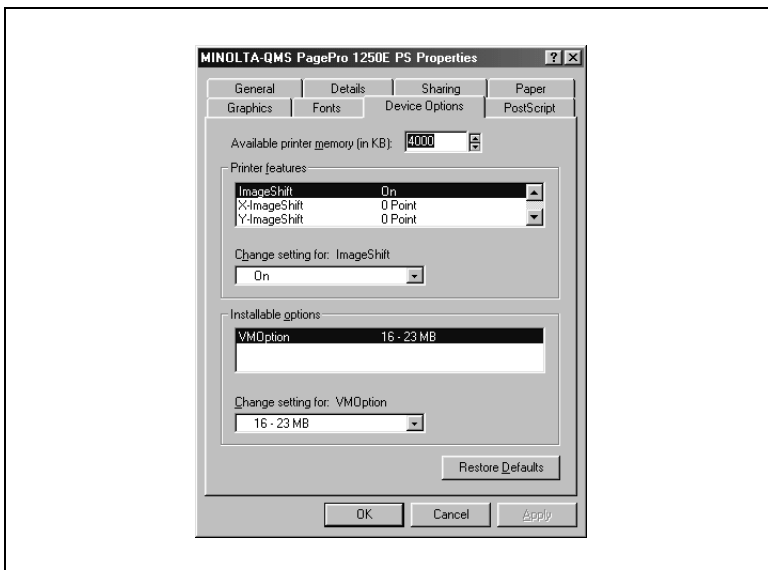 MINOLTA-QMS PagePro 1250E PS Properties
General Details Sharing Paper
Graphics Fonts Device Options PostScript
Available printer memory (in KB): 4000
Printer features
ImageShift On
X-ImageShift 0 Point
Y-ImageShift 0 Point
Change setting for: ImageShift
On
Installable options
VMOption 16 - 23 MB
Change setting for: VMOption
16 - 23 MB
Restore Defaults
OK Cancel Apply